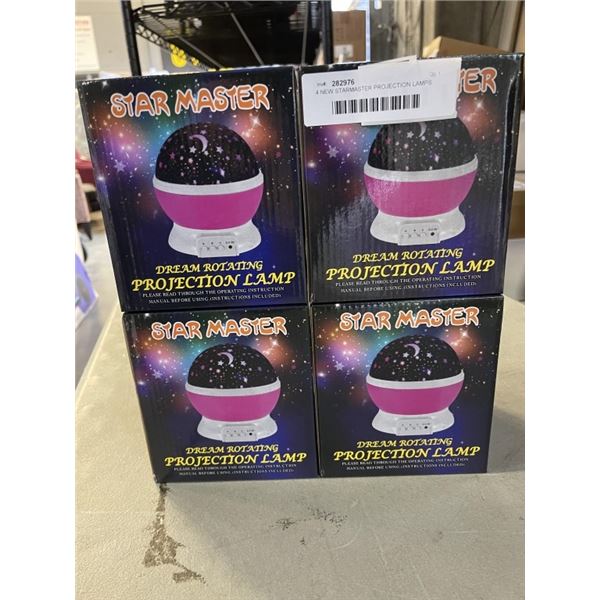 STAR MASTER
DREAM ROTATING
PROJECTION LAMP
PLEASE READ THROUGH THE OPERATING INSTRUCTION
MANUAL BEFORE USING (INSTRUCTIONS INCLUDED)
282976
4 NEW STARMASTER PROJECTION LAMPS
MASTER
DREAM ROTATING
PROJECTION LAMP
PLEASE READ THROUGH THE OPERATING INSTRUCTION
MANUAL BEFORE USING (INSTRUCTIONS INCLUDED)
STAR MASTER
DREAM ROTATING
PROJECTION LAMP
PLEASE READ THROUGH THE OPERATING INSTRUCTION
MANUAL BEFORE USING (INSTRUCTIONS INCLUDED)
STAR MASTER
DREAM ROTATING
PROJECTION LAMP
PLEASE READ THROUGH THE OPERATING INSTRUCTION
MANUAL BEFORE USING (INSTRUCTIONS INCLUDED)